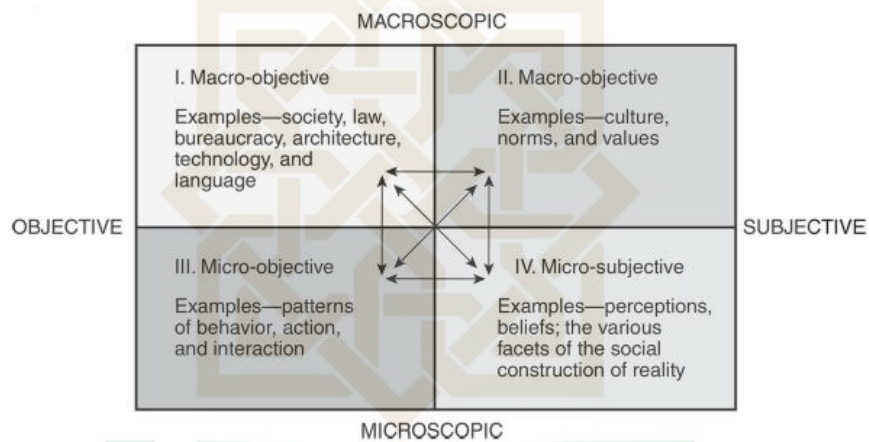 MACROSCOPIC
I. Macro-objective
Examples—society, law,
bureaucracy, architecture,
technology, and
language
II. Macro-objective
Examples—culture,
norms, and values
OBJECTIVE
SUBJECTIVE
III. Micro-objective
Examples—patterns
of behavior, action,
and interaction
IV. Micro-subjective
Examples—perceptions,
beliefs; the various
facets of the social
construction of reality
MICROSCOPIC